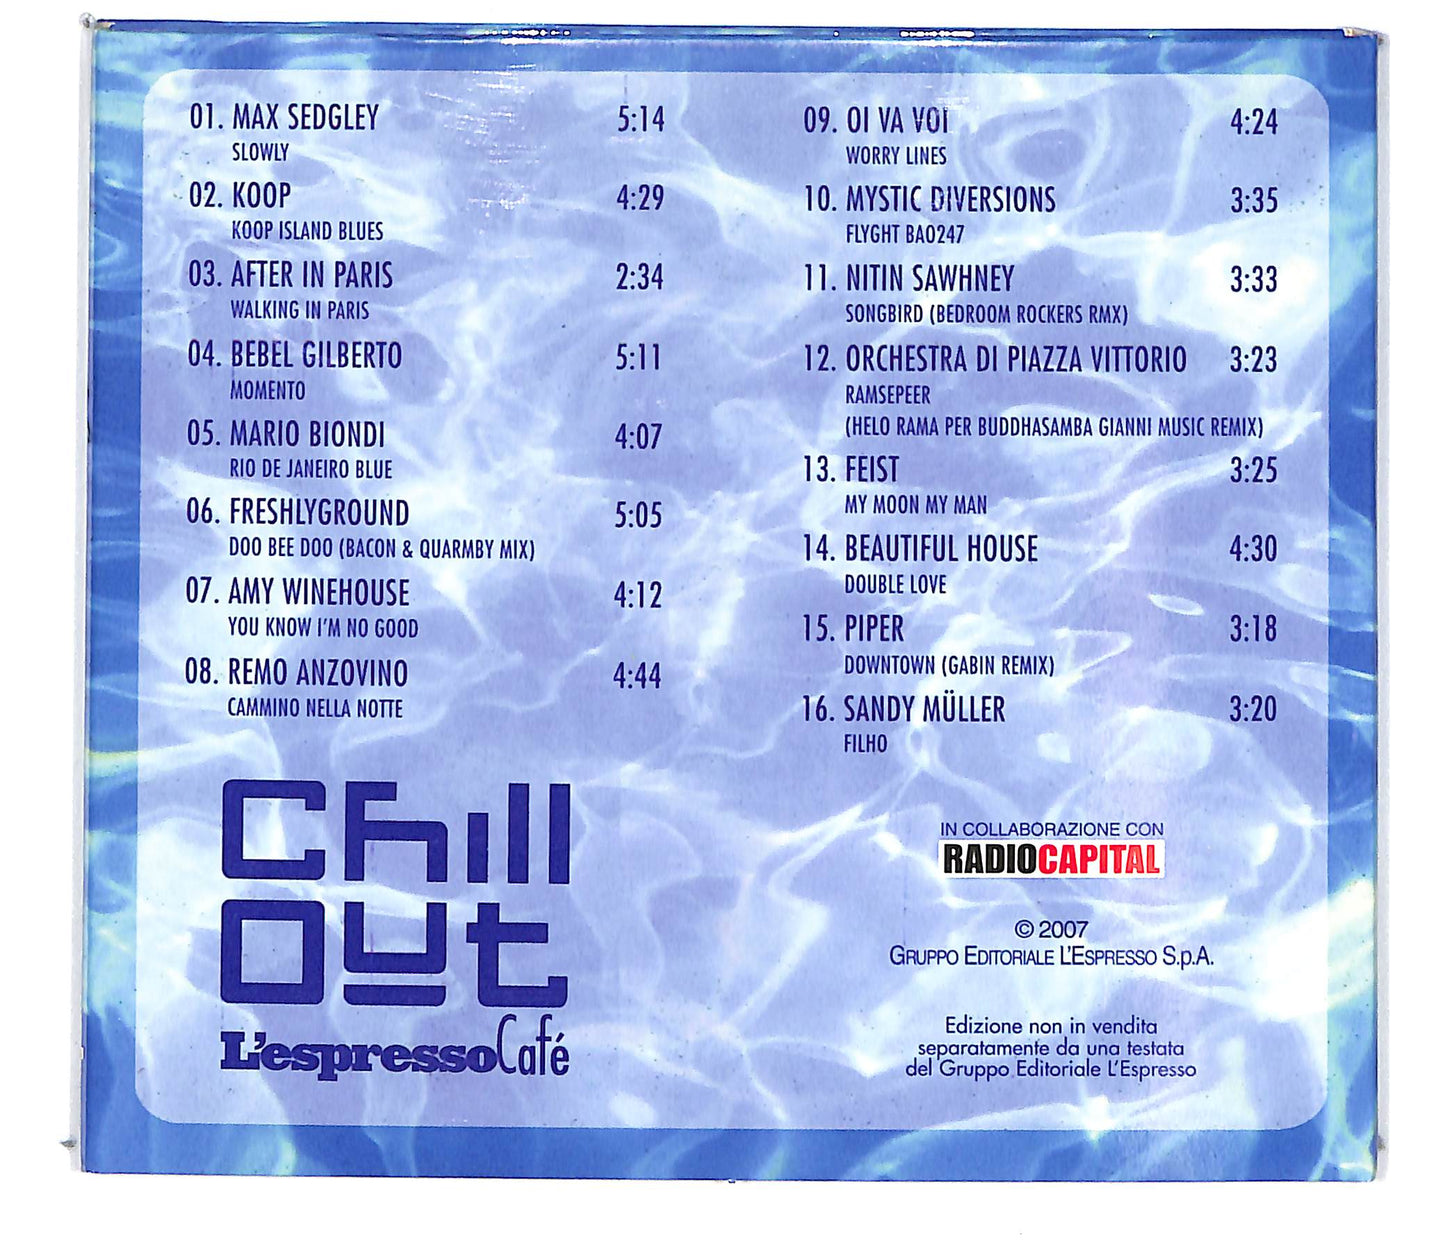 01. MAX SEDGLEY 5:14
SLOWLY
02. KOOP 4:29
KOOP ISLAND BLUES
03. AFTER IN PARIS 2:34
WALKING IN PARIS
04. BEBEL GILBERTO 5:11
MOMENTO
05. MARIO BIONDI 4:07
RIO DE JANEIRO BLUE
06. FRESHLYGROUND 5:05
DOO BEE DOO (BACON & QUARMBY MIX)
07. AMY WINEHOUSE 4:12
YOU KNOW I'M NO GOOD
08. REMO ANZOVINO 4:44
CAMMINO NELLA NOTTE
09. OI VA VOI 4:24
WORRY LINES
10. MYSTIC DIVERSIONS 3:35
FLYGHT BA0247
11. NITIN SAWHNEY 3:33
SONGBIRD (BEDROOM ROCKERS RMX)
12. ORCHESTRA DI PIAZZA VITTORIO 3:23
RAMSEPEER
(HELO RAMA PER BUDDHASAMBA GIANNI MUSIC REMIX)
13. FEIST 3:25
MY MOON MY MAN
14. BEAUTIFUL HOUSE 4:30
DOUBLE LOVE
15. PIPER 3:18
DOWNTOWN (GABIN REMIX)
16. SANDY MÜLLER 3:20
FILHO
Chill
Out
L'espressoCafé
IN COLLABORAZIONE CON
RADIOCAPITAL
© 2007
GRUPPO EDITORIALE L'ESPRESSO S.p.A.
Edizione non in vendita
separatamente da una testata
del Gruppo Editoriale L'Espresso